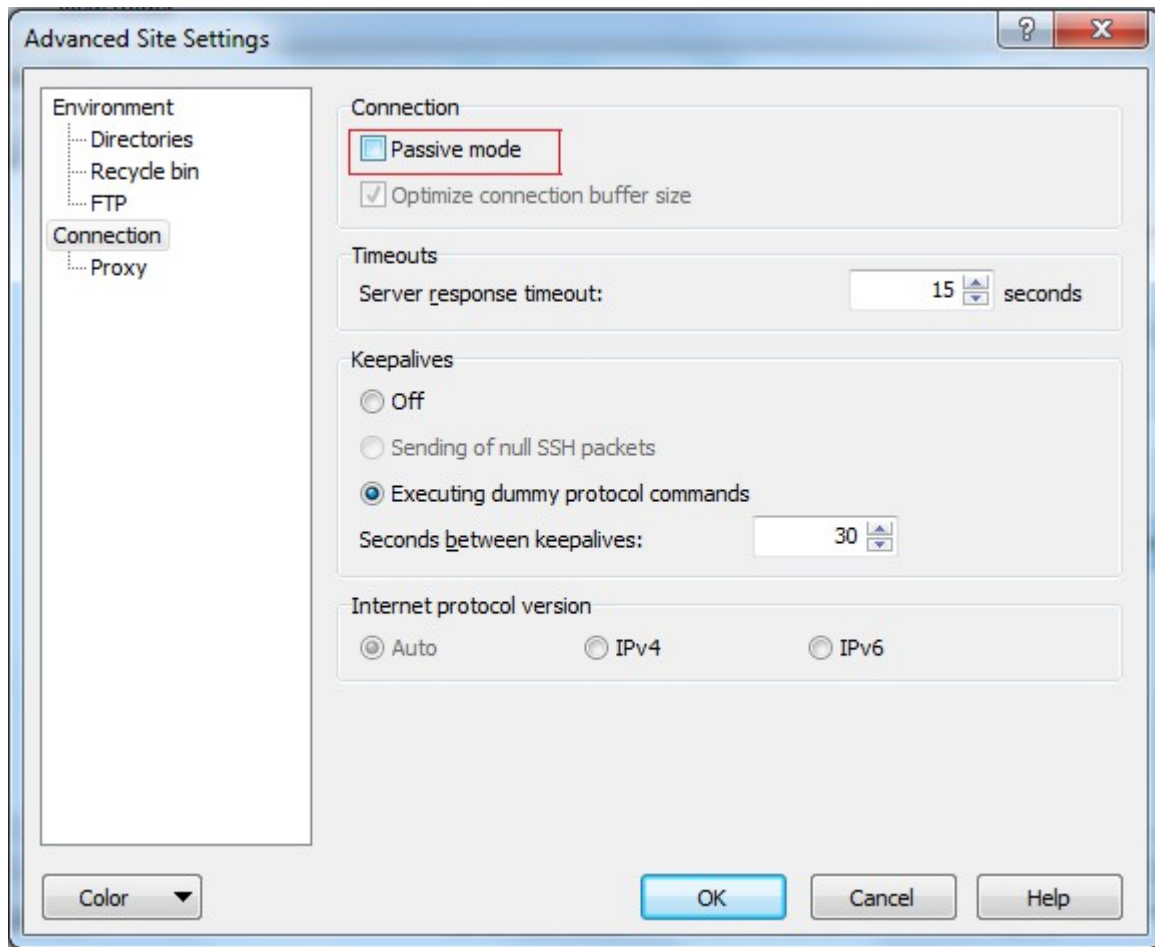 Advanced Site Settings
Environment
Directories
Recycle bin
FTP
Connection
Proxy
Connection
Passive mode
Optimize connection buffer size
Timeouts
Server response timeout: 15 seconds
Keepalives
Off
Sending of null SSH packets
Executing dummy protocol commands
Seconds between keepalives: 30
Internet protocol version
Auto IPv4 IPv6
Color OK Cancel Help